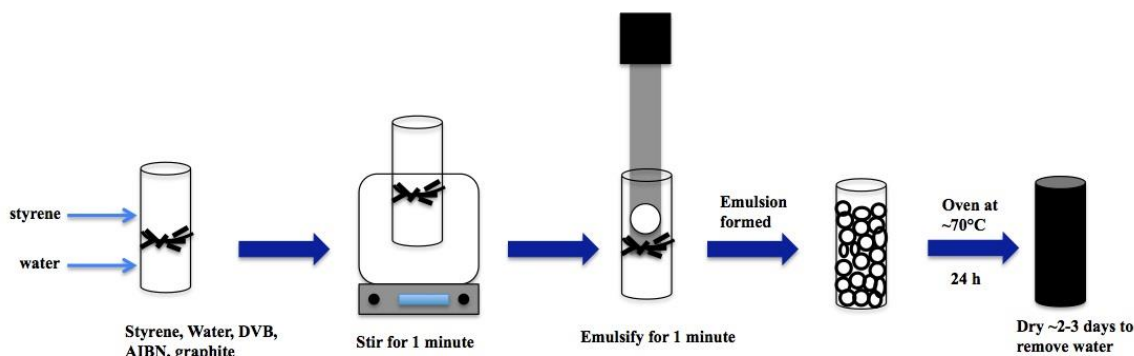 styrene
water
Styrene, Water, DVB,
AIBN, graphite
Stir for 1 minute
Emulsify for 1 minute
Emulsion
formed
Oven at
~70°C
24 h
Dry ~2-3 days to
remove water